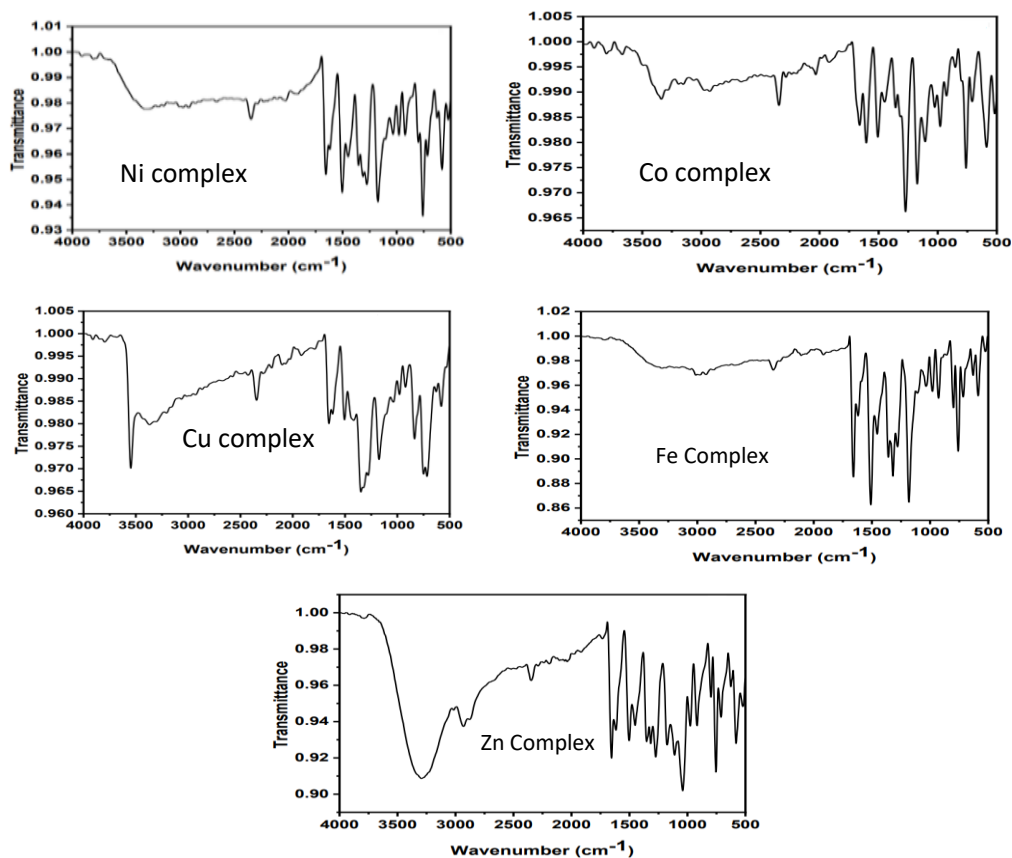 1.01
1.00
0.99
0.98
0.97
0.96
0.95
0.94
0.93
Transmittance
Ni complex
4000 3500 3000 2500 2000 1500 1000 500
Wavenumber (cm-1)
1.005
1.000
0.995
0.990
0.985
0.980
0.975
0.970
0.965
Transmittance
Co complex
4000 3500 3000 2500 2000 1500 1000 500
Wavenumber (cm-1)
1.005
1.000
0.995
0.990
0.985
0.980
0.975
0.970
0.965
0.960
Transmittance
Cu complex
4000 3500 3000 2500 2000 1500 1000 500
Wavenumber (cm-1)
1.02
1.00
0.98
0.96
0.94
0.92
0.90
0.88
0.86
Transmittance
Fe Complex
4000 3500 3000 2500 2000 1500 1000 500
Wavenumber (cm-1)
1.00
0.98
0.96
0.94
0.92
0.90
Transmittance
Zn Complex
4000 3500 3000 2500 2000 1500 1000 500
Wavenumber (cm-1)